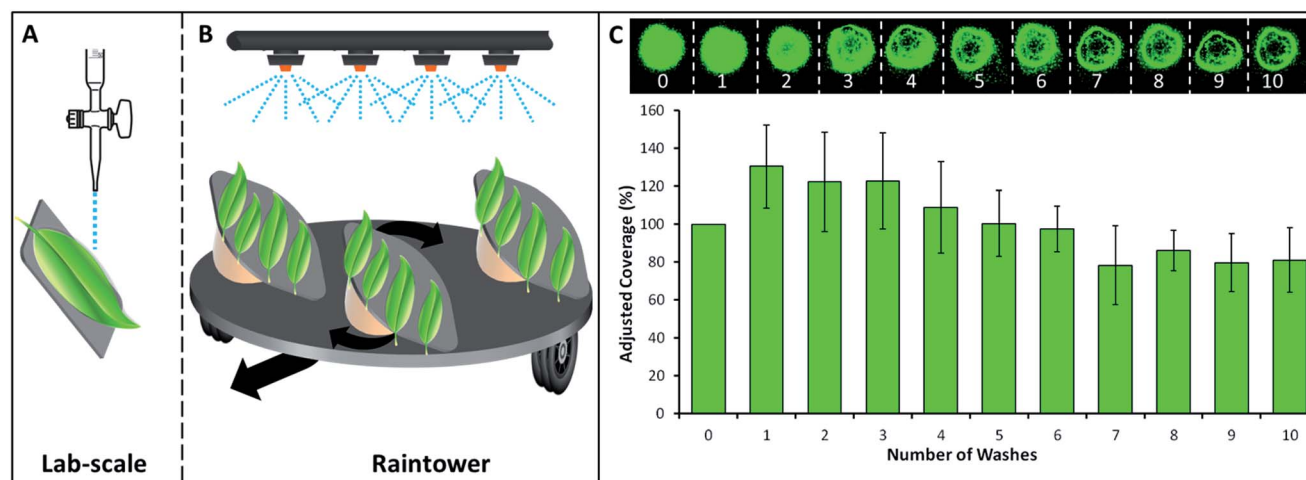 A
B
C
0 1 2 3 4 5 6 7 8 9 10
160
140
120
100
80
60
40
20
0
Adjusted Coverage (%)
0 1 2 3 4 5 6 7 8 9 10
Number of Washes
Lab-scale
Raintower